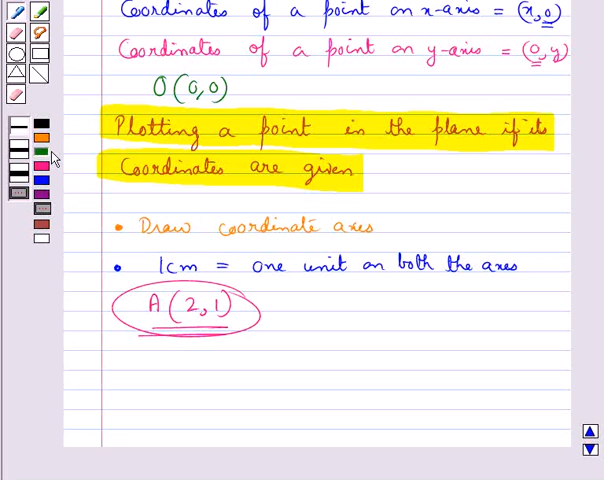 Coordinates of a point on x-axis = (x,0)
Coordinates of a point on y-axis = (0,y)
O(0,0)
Plotting a point in the plane if its
Coordinates are given
• Draw coordinate axes
• 1cm = one unit on both the axes
A(2,1)